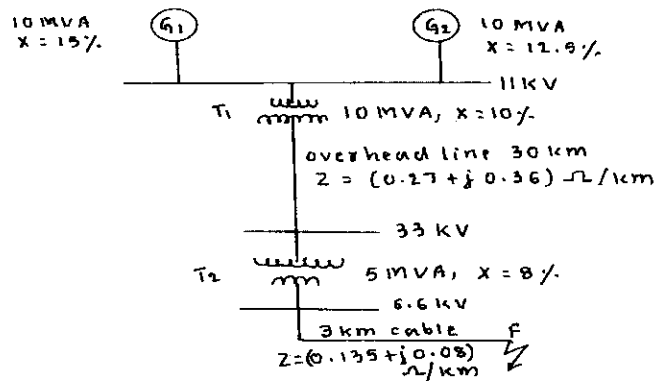 10 MVA
X = 15 %
G1
G2
10 MVA
X = 12.5 %
11 KV
T1
10 MVA, X = 10 %
overhead line 30 km
Z = (0.27 + j 0.36) Ω/km
33 KV
T2
5 MVA, X = 8 %
6.6 KV
3 km cable
F
Z=(0.135+j0.08)
Ω/km